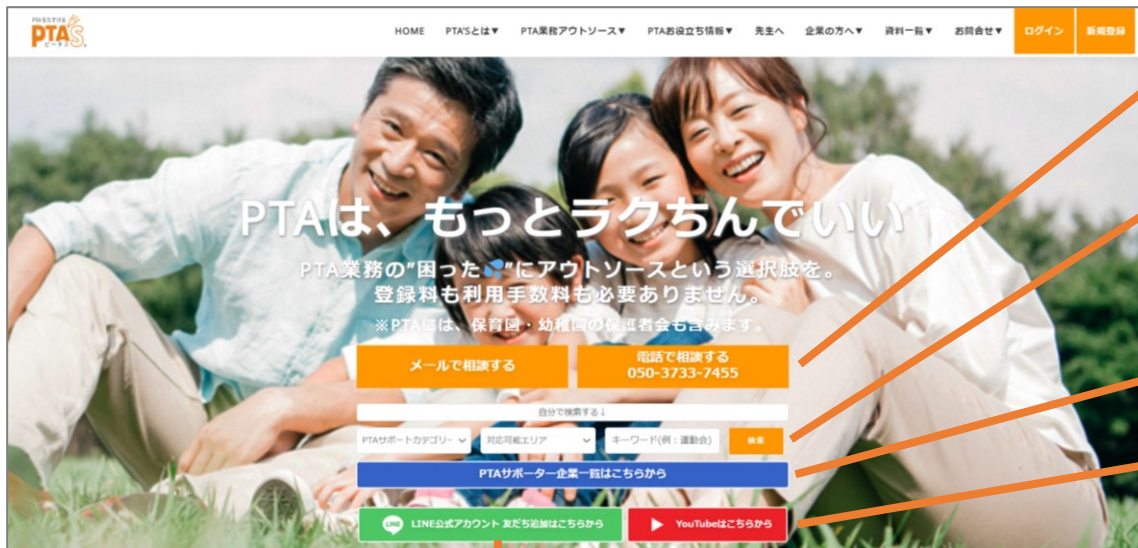 PTAをたすける
PTA'S
ピータス
HOME PTA'Sとは▼ PTA業務アウトソース▼ PTAお役立ち情報▼ 先生へ 企業の方へ▼ 資料一覧▼ お問合せ▼ ログイン 新規登録
PTAは、もっとラクちんでいい
PTA業務の"困った💦"にアウトソースという選択肢を。
登録料も利用手数料も必要ありません。
※PTAには、保育園・幼稚園の保護者会も含みます。
メールで相談する
電話で相談する
050-3733-7455
自分で検索する↓
PTAサポートカテゴリー 対応可能エリア キーワード(例：運動会) 検索
PTAサポーター企業一覧はこちらから
LINE LINE公式アカウント 友だち追加はこちらから
YouTubeはこちらから